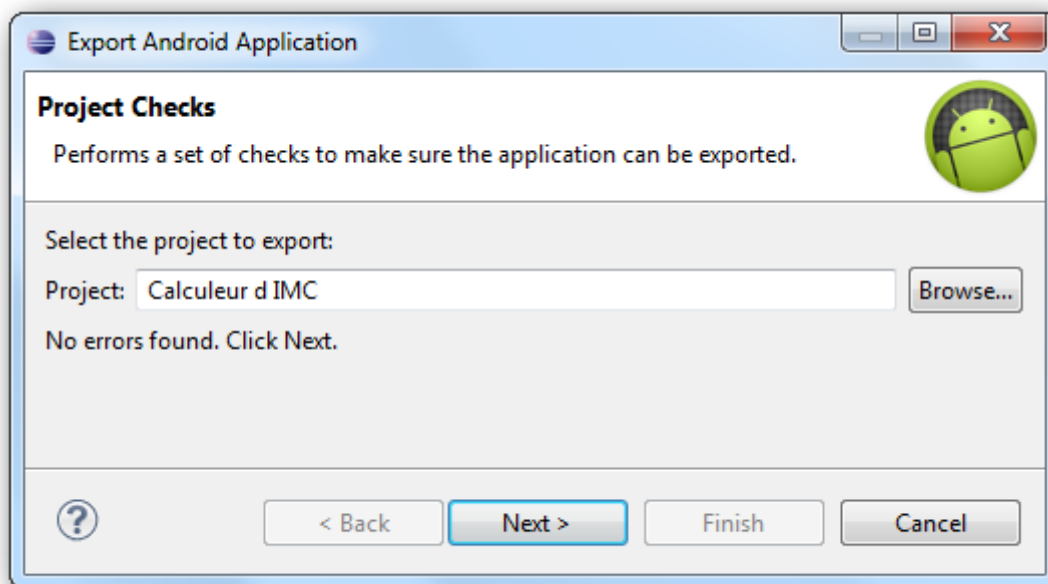 Export Android Application
Project Checks
Performs a set of checks to make sure the application can be exported.
Select the project to export:
Project: Calculeur d IMC Browse...
No errors found. Click Next.
? < Back Next > Finish Cancel